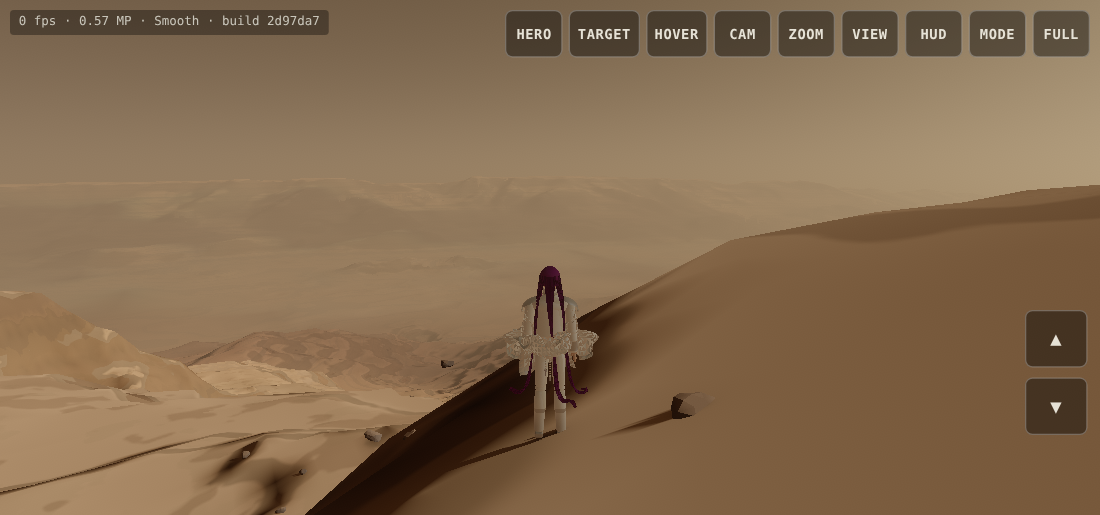 0 fps · 0.57 MP · Smooth · build 2d97da7
HERO TARGET HOVER CAM ZOOM VIEW HUD MODE FULL
▲
▼